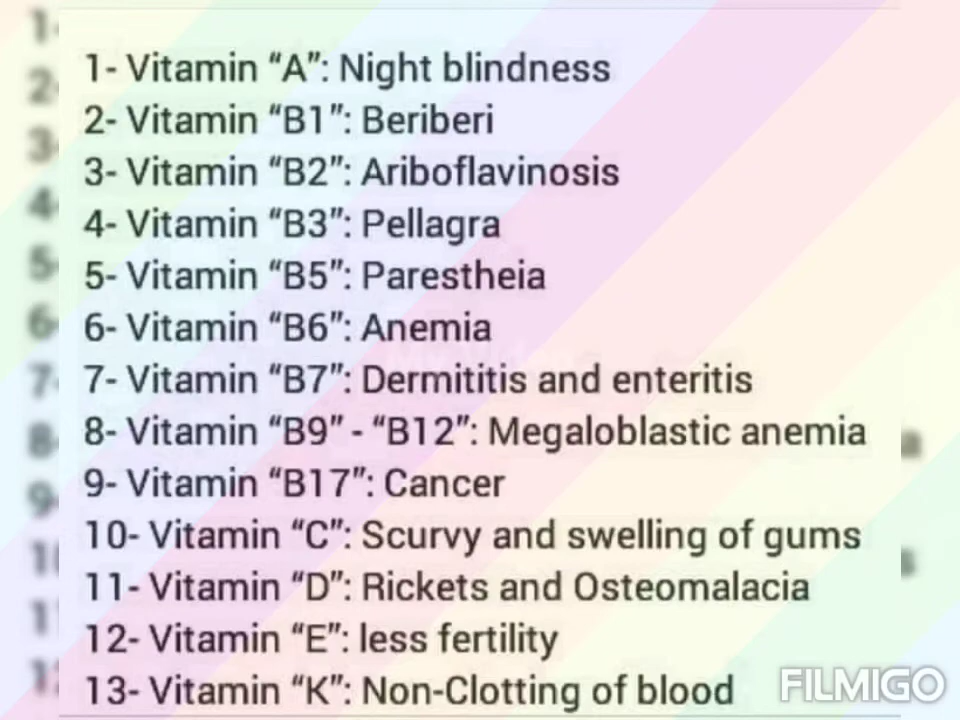 1- Vitamin “A”: Night blindness
2- Vitamin “B1”: Beriberi
3- Vitamin “B2”: Ariboflavinosis
4- Vitamin “B3”: Pellagra
5- Vitamin “B5”: Parestheia
6- Vitamin “B6”: Anemia
7- Vitamin “B7”: Dermititis and enteritis
8- Vitamin “B9” - “B12”: Megaloblastic anemia
9- Vitamin “B17”: Cancer
10- Vitamin “C”: Scurvy and swelling of gums
11- Vitamin “D”: Rickets and Osteomalacia
12- Vitamin “E”: less fertility
13- Vitamin “K”: Non-Clotting of blood
FILMIGO